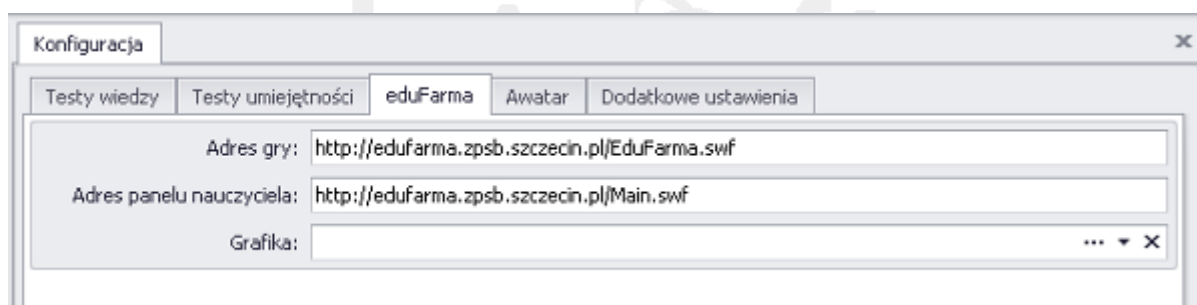 Konfiguracja
Testy wiedzy Testy umiejętności eduFarma Awatar Dodatkowe ustawienia
Adres gry: http://edufarma.zpsb.szczecin.pl/EduFarma.swf
Adres panelu nauczyciela: http://edufarma.zpsb.szczecin.pl/Main.swf
Grafika: